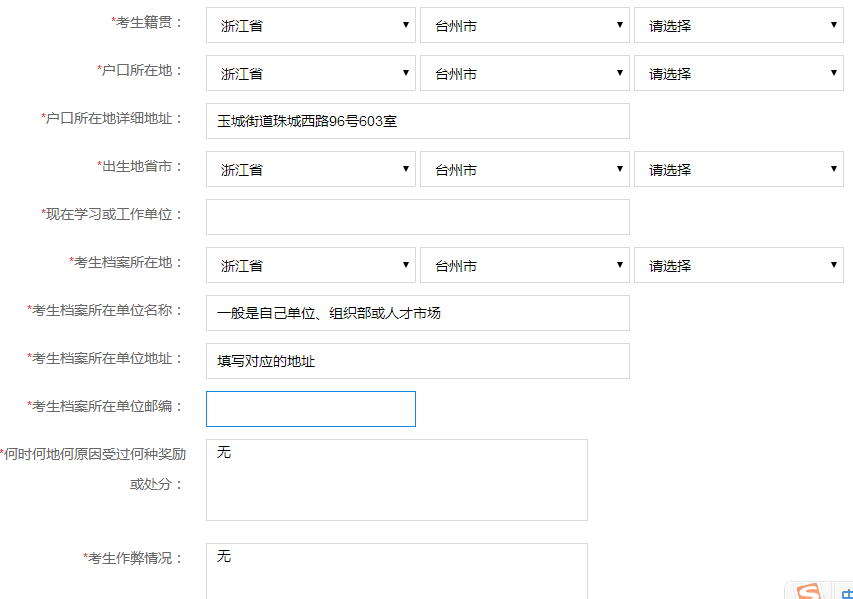 *考生籍贯： 浙江省 台州市 请选择
*户口所在地： 浙江省 台州市 请选择
*户口所在地详细地址： 玉城街道珠城西路96号603室
*出生地省市： 浙江省 台州市 请选择
*现在学习或工作单位：
*考生档案所在地： 浙江省 台州市 请选择
*考生档案所在单位名称： 一般是自己单位、组织部或人才市场
*考生档案所在单位地址： 填写对应的地址
*考生档案所在单位邮编：
*何时何地何原因受过何种奖励 无
或处分：
*考生作弊情况： 无
S 中